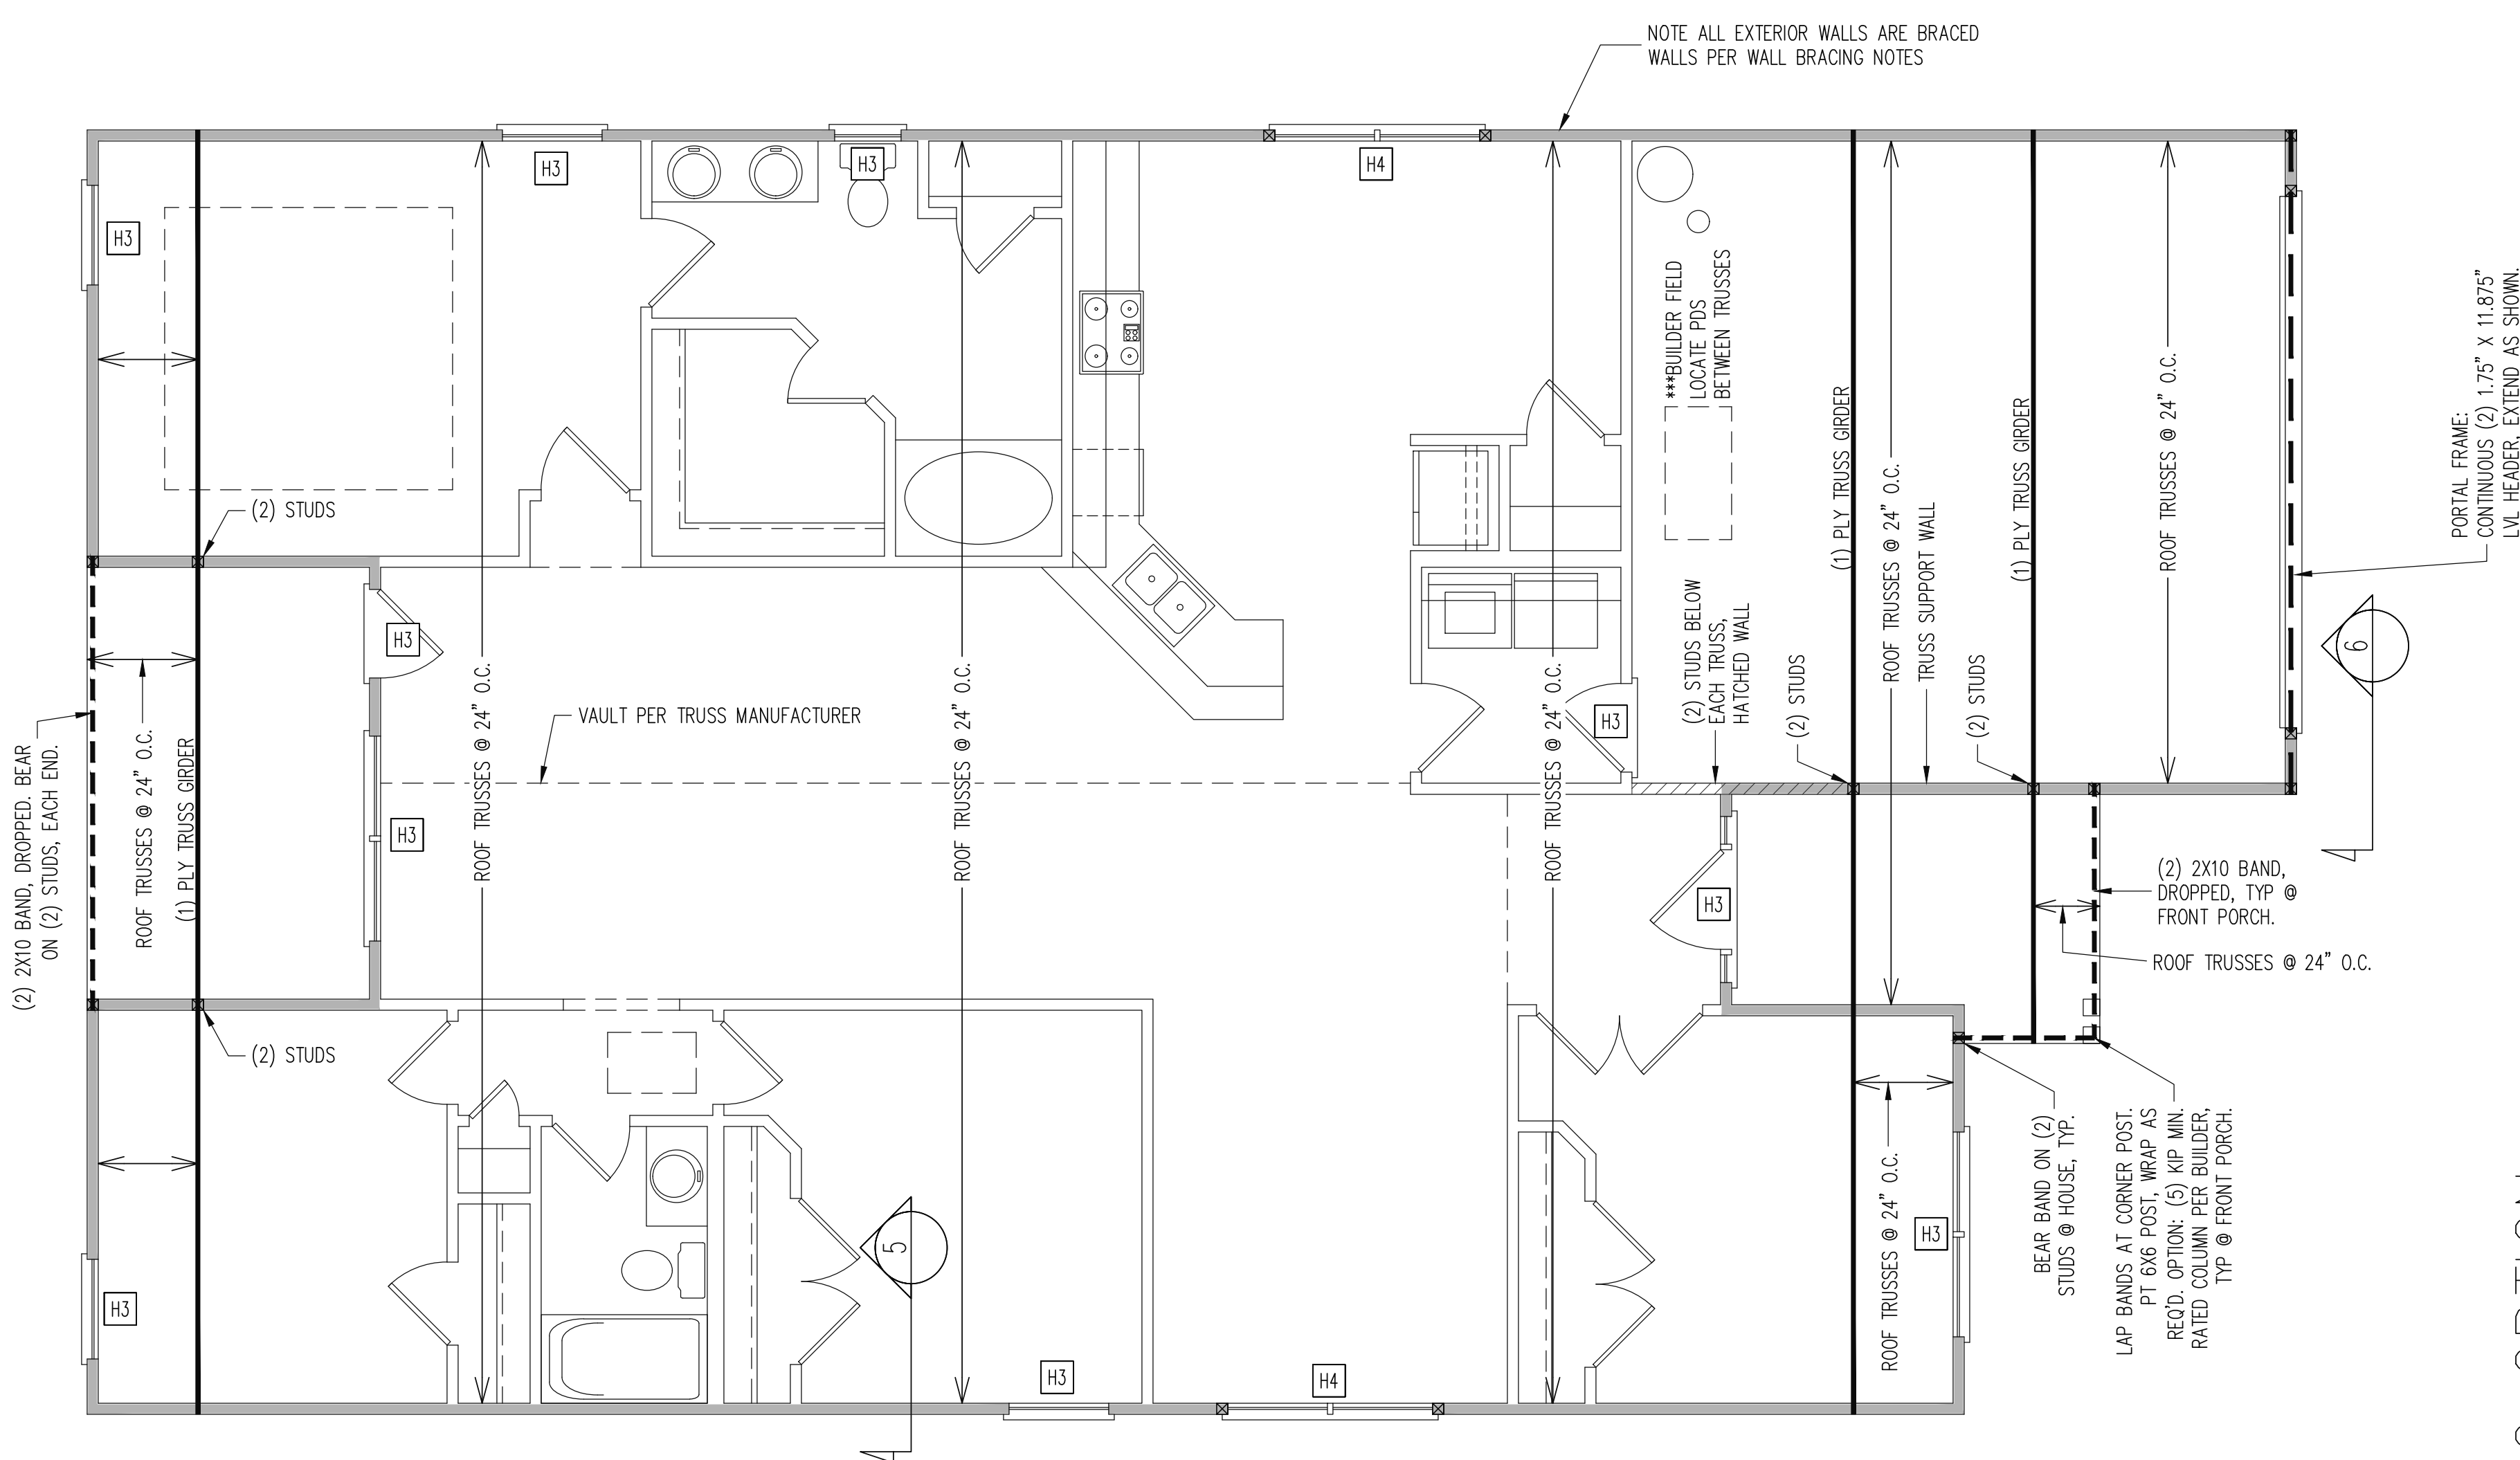 NOTE ALL EXTERIOR WALLS ARE BRACED
WALLS PER WALL BRACING NOTES
H3
H3
H4
H3
***BUILDER FIELD
LOCATE PDS
BETWEEN TRUSSES
PORTAL FRAME:
CONTINUOUS (2) 1.75" X 11.875"
LVL HEADER, EXTEND AS SHOWN.
(1) PLY TRUSS GIRDER
ROOF TRUSSES @ 24" O.C.
TRUSS SUPPORT WALL
(1) PLY TRUSS GIRDER
ROOF TRUSSES @ 24" O.C.
(2) STUDS
H3
(2) STUDS BELOW
EACH TRUSS,
HATCHED WALL
(2) STUDS
(2) STUDS
6
(2) 2X10 BAND, DROPPED. BEAR
ON (2) STUDS, EACH END.
ROOF TRUSSES @ 24" O.C.
(1) PLY TRUSS GIRDER
VAULT PER TRUSS MANUFACTURER
ROOF TRUSSES @ 24" O.C.
ROOF TRUSSES @ 24" O.C.
ROOF TRUSSES @ 24" O.C.
H3
H3
H3
(2) 2X10 BAND,
DROPPED, TYP @
FRONT PORCH.
ROOF TRUSSES @ 24" O.C.
(2) STUDS
5
ROOF TRUSSES @ 24" O.C.
H3
BEAR BAND ON (2)
STUDS @ HOUSE, TYP.
LAP BANDS AT CORNER POST.
PT 6X6 POST, WRAP AS
REQ'D. OPTION: (5) KIP MIN.
RATED COLUMN PER BUILDER,
TYP @ FRONT PORCH.
H3
H3
H4